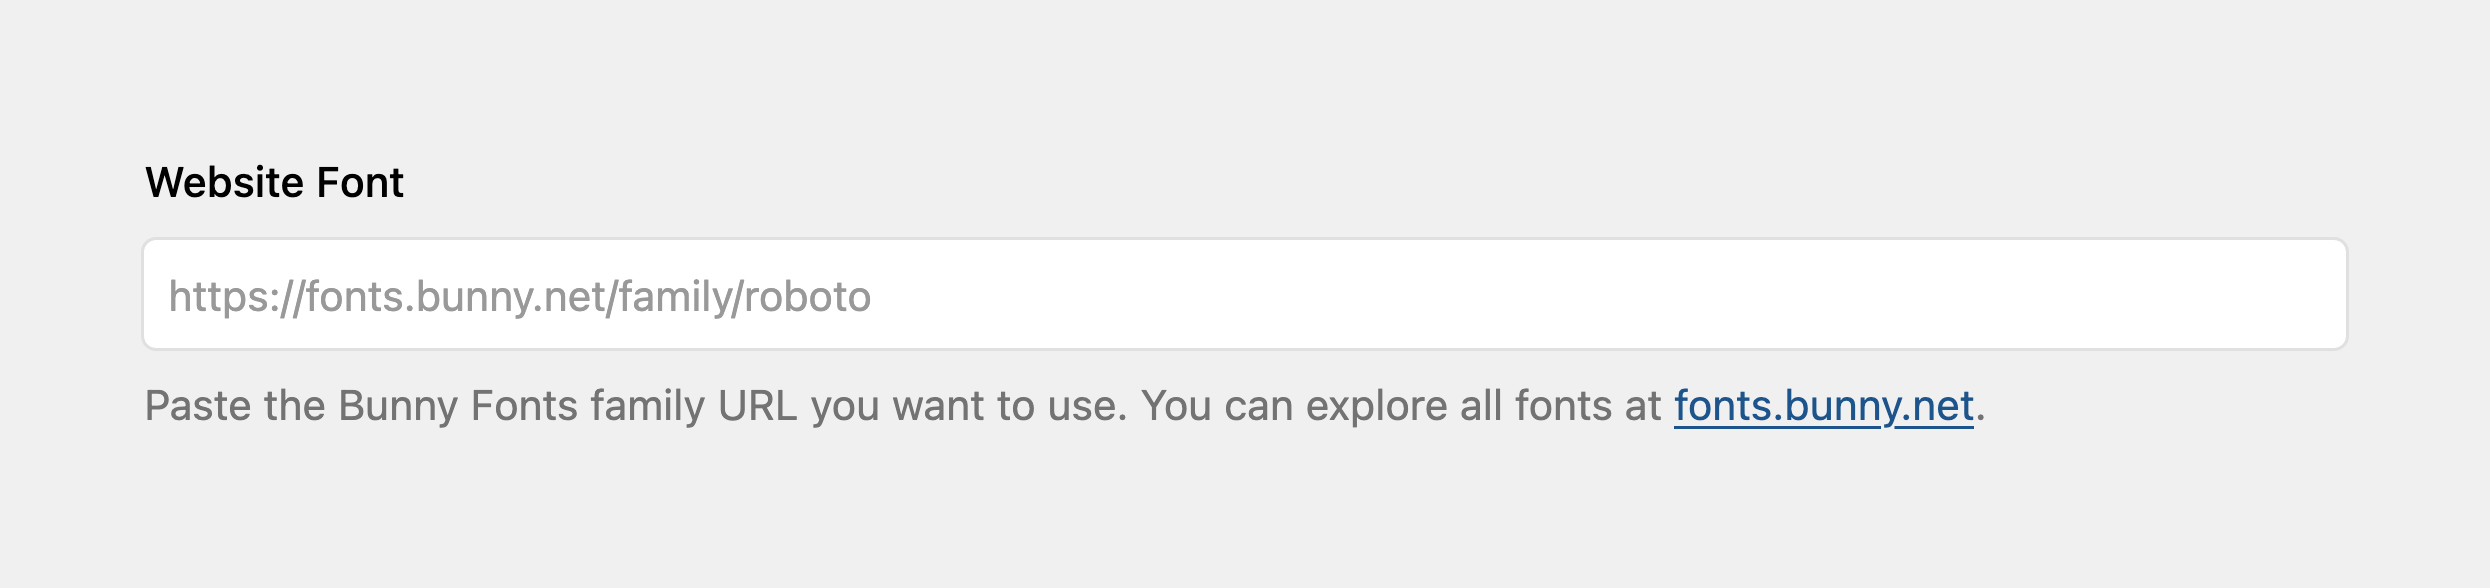 Website Font
https://fonts.bunny.net/family/roboto
Paste the Bunny Fonts family URL you want to use. You can explore all fonts at fonts.bunny.net.